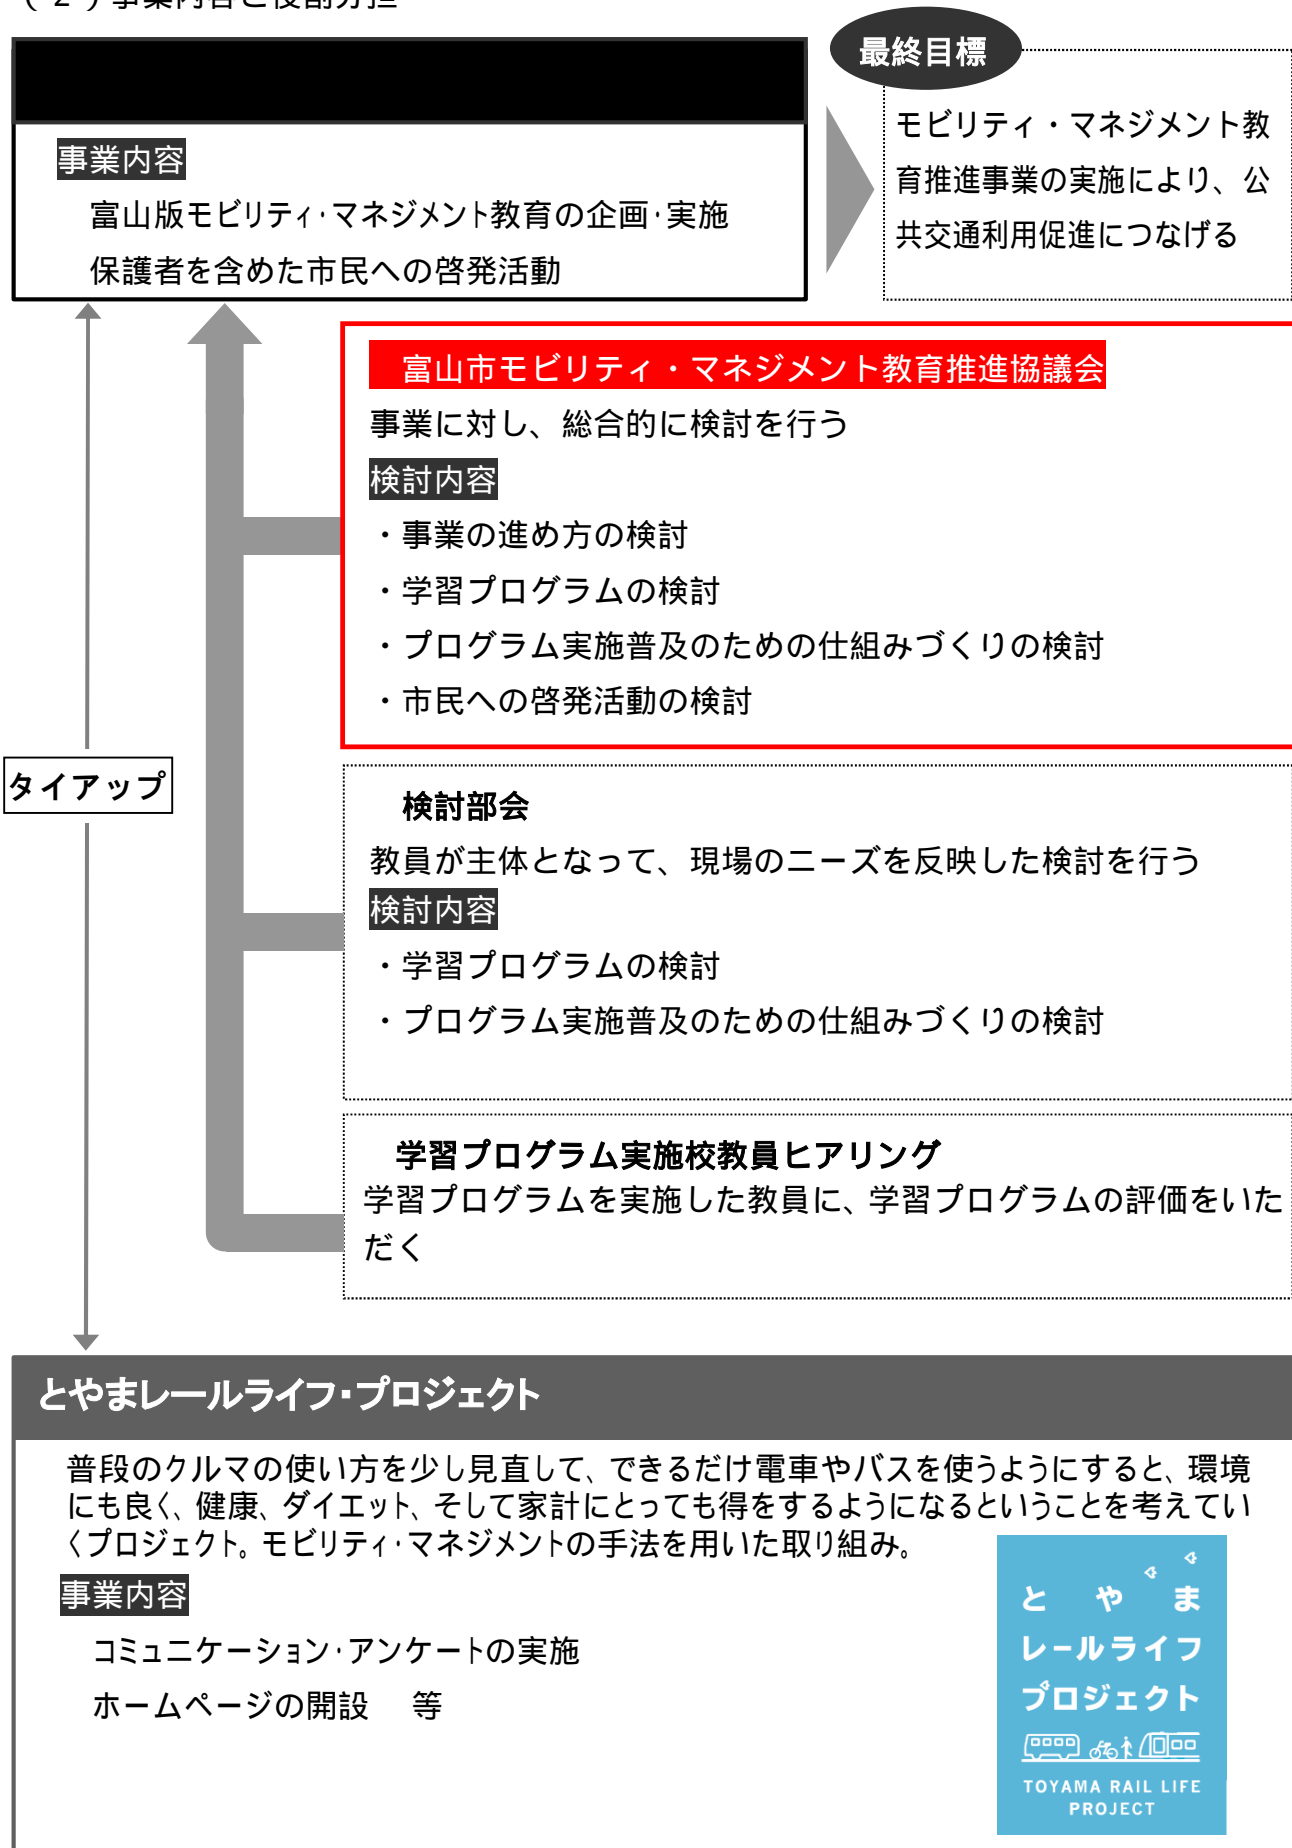 (2)事業内容と役割分担
最終目標
モビリティ・マネジメント教
育推進事業の実施により、公
共交通利用促進につなげる
事業内容
富山版モビリティ・マネジメント教育の企画・実施
保護者を含めた市民への啓発活動
富山市モビリティ・マネジメント教育推進協議会
事業に対し、総合的に検討を行う
検討内容
・事業の進め方の検討
・学習プログラムの検討
・プログラム実施普及のための仕組みづくりの検討
・市民への啓発活動の検討
タイアップ
検討部会
教員が主体となって、現場のニーズを反映した検討を行う
検討内容
・学習プログラムの検討
・プログラム実施普及のための仕組みづくりの検討
学習プログラム実施校教員ヒアリング
学習プログラムを実施した教員に、学習プログラムの評価をいた
だく
とやまレールライフ・プロジェクト
普段のクルマの使い方を少し見直して、できるだけ電車やバスを使うようにすると、環境
にも良く、健康、ダイエット、そして家計にとっても得をするようになるということを考えてい
くプロジェクト。モビリティ・マネジメントの手法を用いた取り組み。
事業内容
コミュニケーション・アンケートの実施
ホームページの開設　等
とやま
レールライフ
プロジェクト
TOYAMA RAIL LIFE
PROJECT